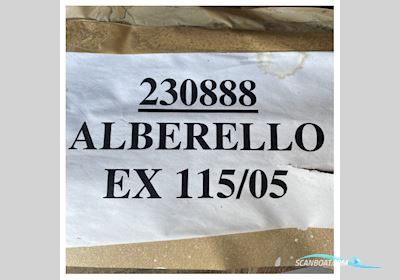 230888
ALBERELLO
EX 115/05
SCANBOAT.COM